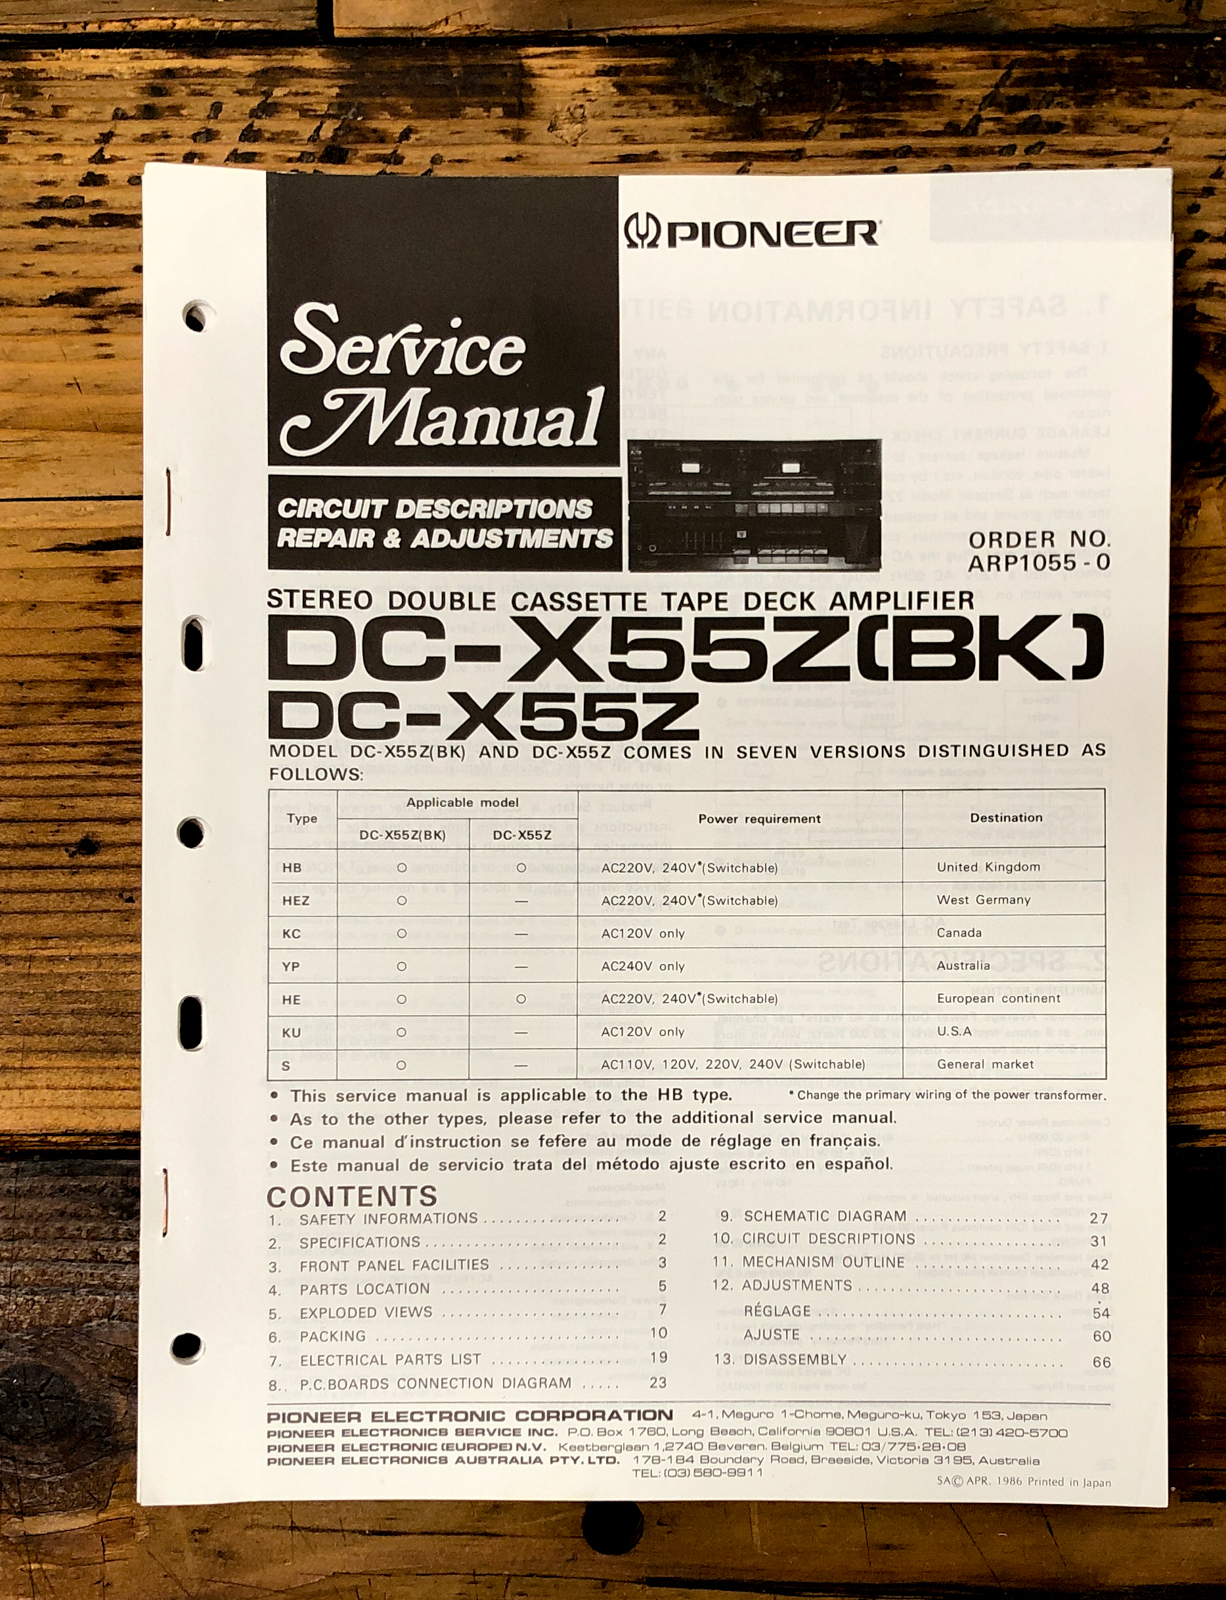 PIONEER
Service
Manual
CIRCUIT DESCRIPTIONS
REPAIR & ADJUSTMENTS
ORDER NO.
ARP1055-0
STEREO DOUBLE CASSETTE TAPE DECK AMPLIFIER
DC-X55Z(BK)
DC-X55Z
MODEL DC-X55Z(BK) AND DC-X55Z COMES IN SEVEN VERSIONS DISTINGUISHED AS
FOLLOWS:
Type Applicable model Power requirement Destination
DC-X55Z(BK) DC-X55Z
HB ○ ○ AC220V, 240V*(Switchable) United Kingdom
HEZ ○ — AC220V, 240V*(Switchable) West Germany
KC ○ — AC120V only Canada
YP ○ — AC240V only Australia
HE ○ ○ AC220V, 240V*(Switchable) European continent
KU ○ — AC120V only U.S.A
S ○ — AC110V, 120V, 220V, 240V (Switchable) General market
• This service manual is applicable to the HB type. * Change the primary wiring of the power transformer.
• As to the other types, please refer to the additional service manual.
• Ce manual d'instruction se fefère au mode de réglage en français.
• Este manual de servicio trata del método ajuste escrito en español.
CONTENTS
1. SAFETY INFORMATIONS ................. 2
2. SPECIFICATIONS ........................ 2
3. FRONT PANEL FACILITIES ............... 3
4. PARTS LOCATION ....................... 5
5. EXPLODED VIEWS ...................... 7
6. PACKING .............................. 10
7. ELECTRICAL PARTS LIST ................ 19
8. P.C.BOARDS CONNECTION DIAGRAM ..... 23
9. SCHEMATIC DIAGRAM .................. 27
10. CIRCUIT DESCRIPTIONS ................. 31
11. MECHANISM OUTLINE .................. 42
12. ADJUSTMENTS ......................... 48
RÉGLAGE .............................. 54
AJUSTE ............................... 60
13. DISASSEMBLY .......................... 66
PIONEER ELECTRONIC CORPORATION 4-1, Meguro 1-Chome, Meguro-ku, Tokyo 153, Japan
PIONEER ELECTRONICS SERVICE INC. P.O. Box 1760, Long Beach, California 90801 U.S.A. TEL:(213)420-5700
PIONEER ELECTRONIC (EUROPE) N.V. Keetberglaan 1, 2740 Beveren, Belgium TEL: 03/775·28·08
PIONEER ELECTRONICS AUSTRALIA PTY. LTD. 178-184 Boundary Road, Braeside, Victoria 3195, Australia
TEL: (03) 580-9911
SA© APR. 1986 Printed in Japan